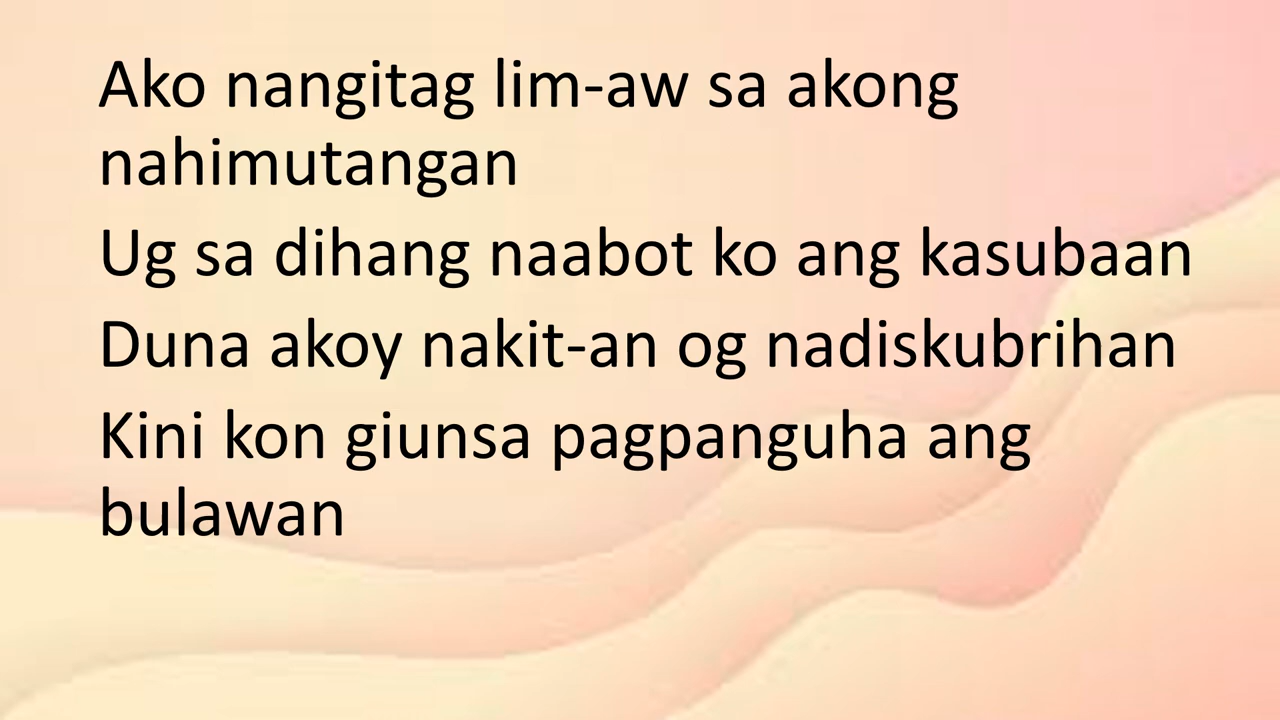 Ako nangitag lim-aw sa akong
nahimutangan
Ug sa dihang naabot ko ang kasubaan
Duna akoy nakit-an og nadiskubrihan
Kini kon giunsa pagpanguha ang
bulawan